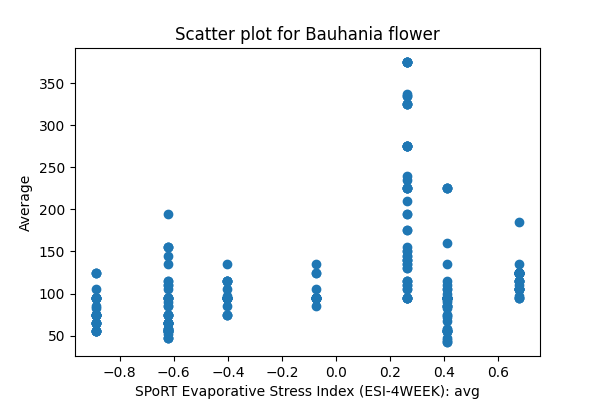 Scatter plot for Bauhania flower
Average
350
300
250
200
150
100
50
−0.8 −0.6 −0.4 −0.2 0.0 0.2 0.4 0.6
SPoRT Evaporative Stress Index (ESI-4WEEK): avg